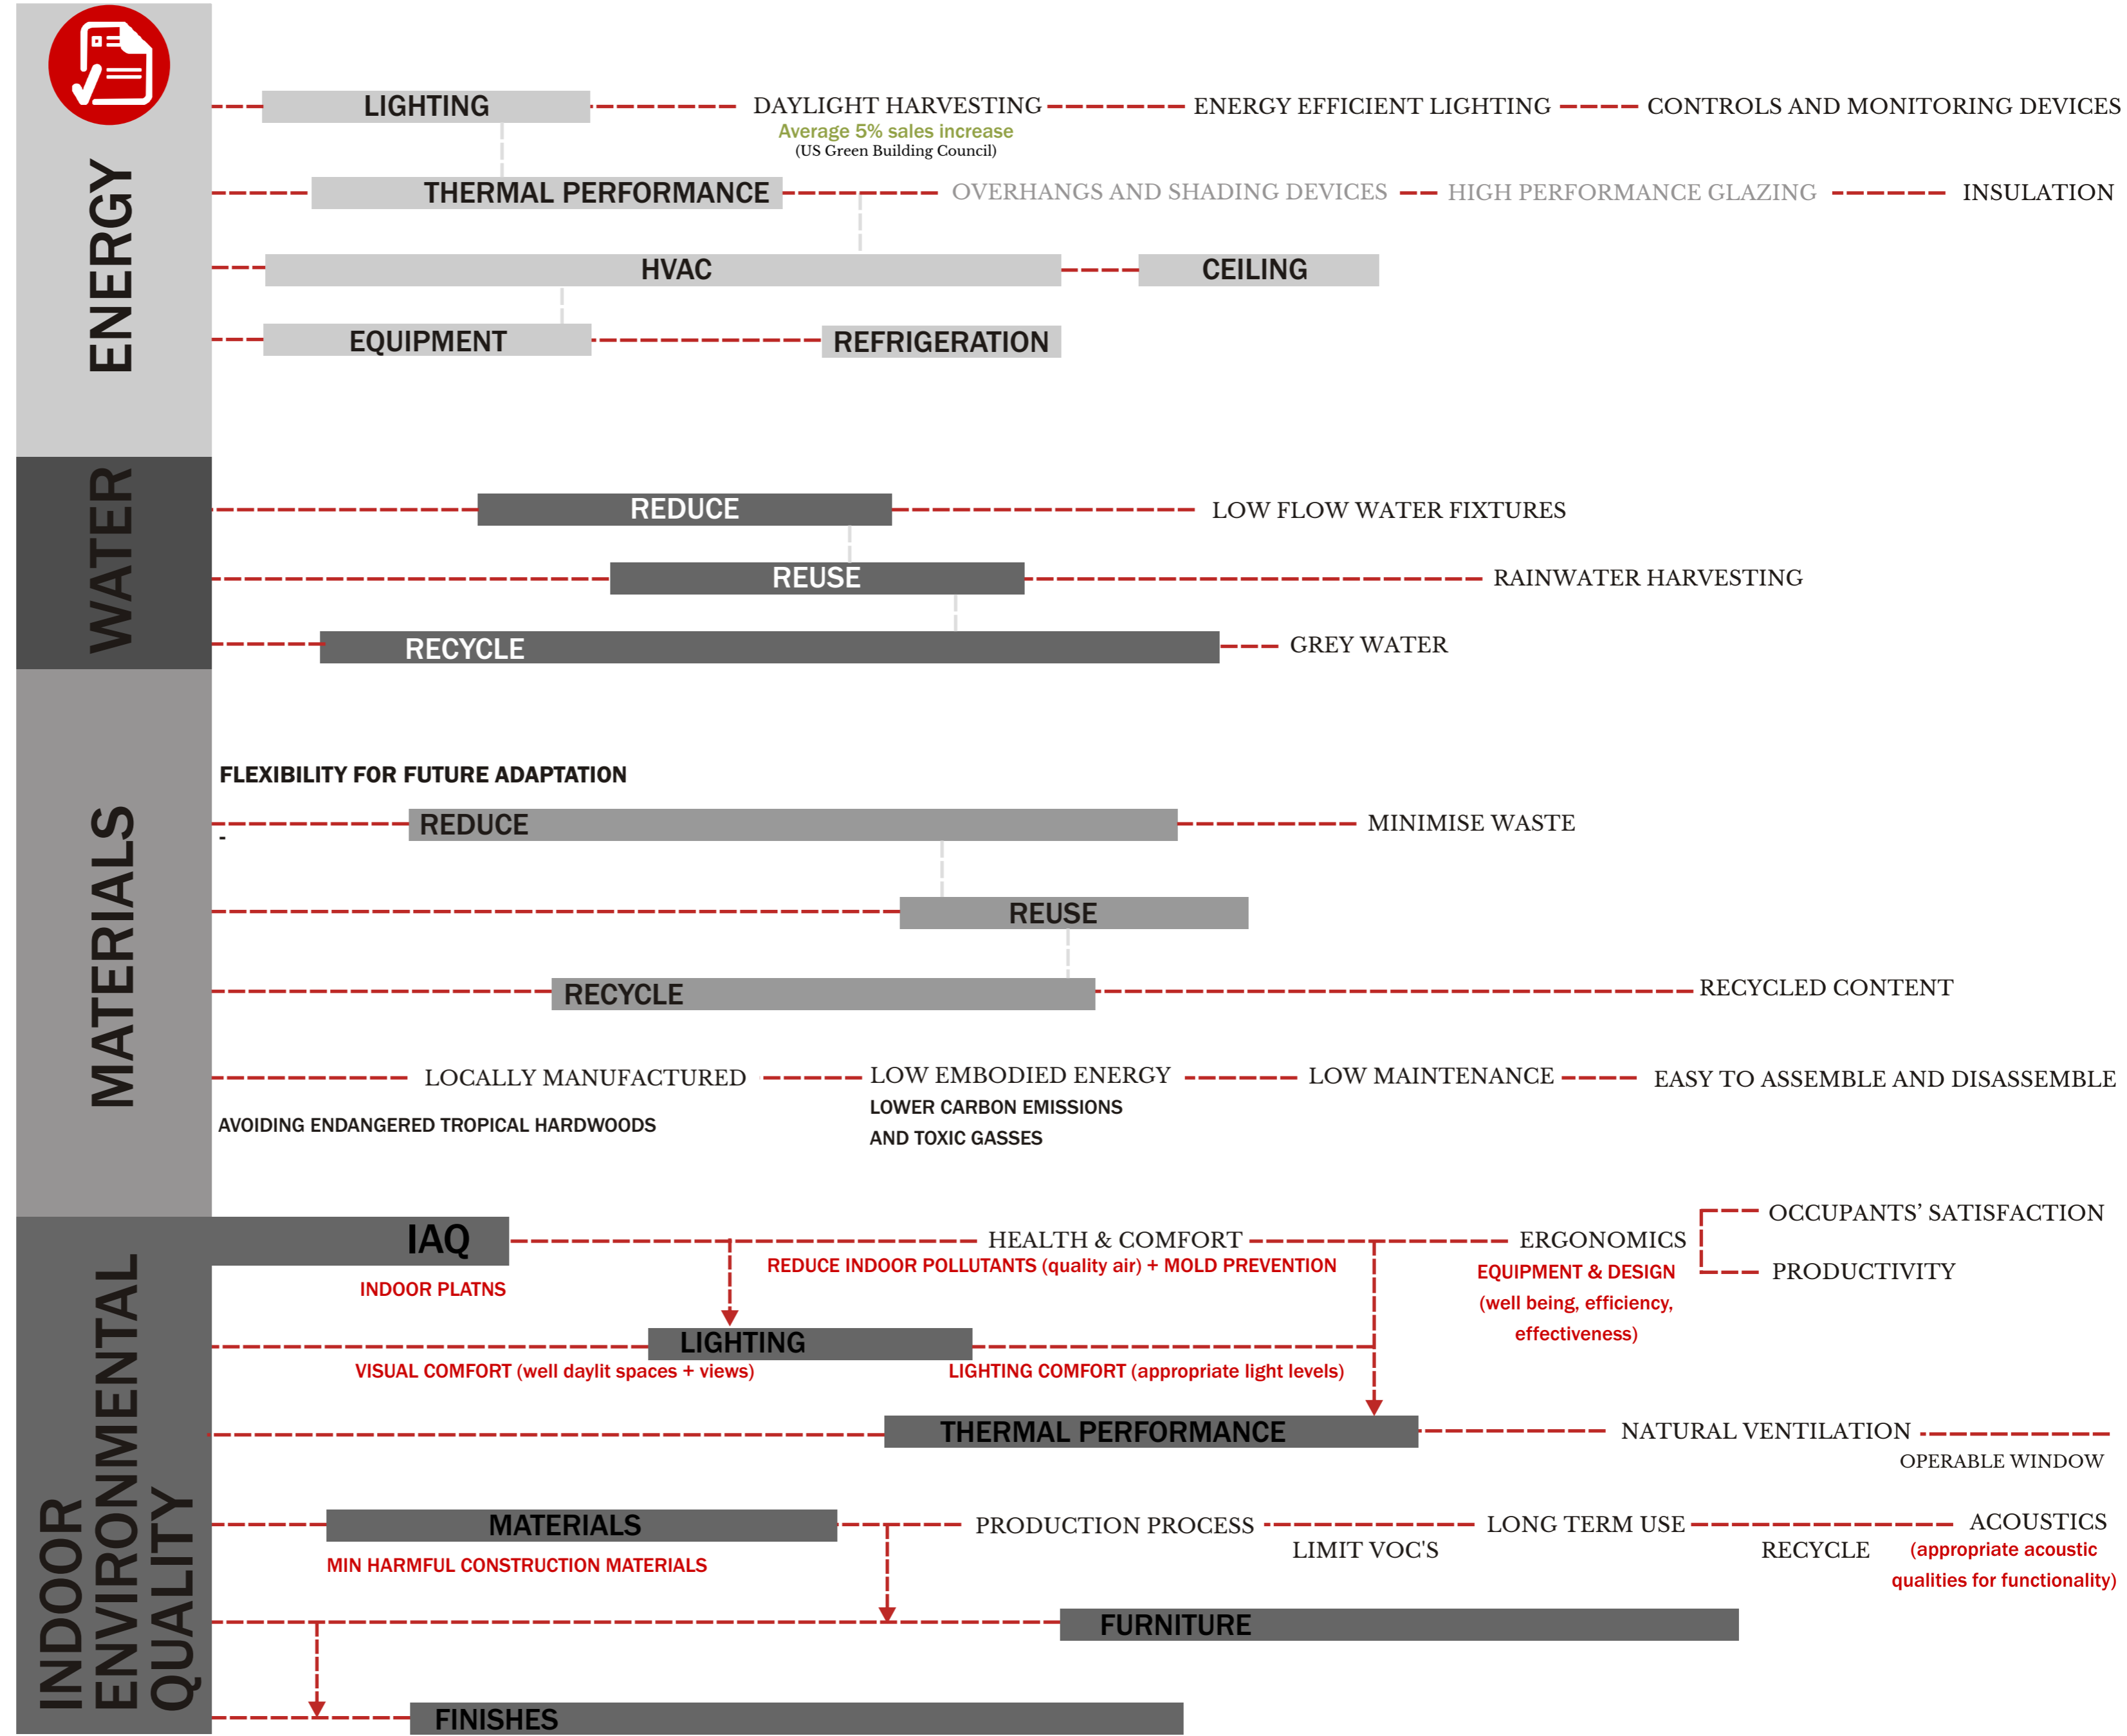 ENERGY
LIGHTING
DAYLIGHT HARVESTING
ENERGY EFFICIENT LIGHTING
CONTROLS AND MONITORING DEVICES
Average 5% sales increase
(US Green Building Council)
THERMAL PERFORMANCE
OVERHANGS AND SHADING DEVICES
HIGH PERFORMANCE GLAZING
INSULATION
HVAC
CEILING
EQUIPMENT
REFRIGERATION
WATER
REDUCE
LOW FLOW WATER FIXTURES
REUSE
RAINWATER HARVESTING
RECYCLE
GREY WATER
MATERIALS
FLEXIBILITY FOR FUTURE ADAPTATION
REDUCE
MINIMISE WASTE
-
REUSE
RECYCLE
RECYCLED CONTENT
LOCALLY MANUFACTURED
LOW EMBODIED ENERGY
LOW MAINTENANCE
EASY TO ASSEMBLE AND DISASSEMBLE
LOWER CARBON EMISSIONS
AND TOXIC GASSES
AVOIDING ENDANGERED TROPICAL HARDWOODS
INDOOR
ENVIRONMENTAL
QUALITY
IAQ
HEALTH & COMFORT
ERGONOMICS
OCCUPANTS' SATISFACTION
PRODUCTIVITY
INDOOR PLATNS
REDUCE INDOOR POLLUTANTS (quality air) + MOLD PREVENTION
EQUIPMENT & DESIGN
(well being, efficiency,
effectiveness)
LIGHTING
VISUAL COMFORT (well daylit spaces + views)
LIGHTING COMFORT (appropriate light levels)
THERMAL PERFORMANCE
NATURAL VENTILATION
OPERABLE WINDOW
MATERIALS
PRODUCTION PROCESS
LONG TERM USE
ACOUSTICS
MIN HARMFUL CONSTRUCTION MATERIALS
LIMIT VOC'S
RECYCLE
(appropriate acoustic
qualities for functionality)
FURNITURE
FINISHES